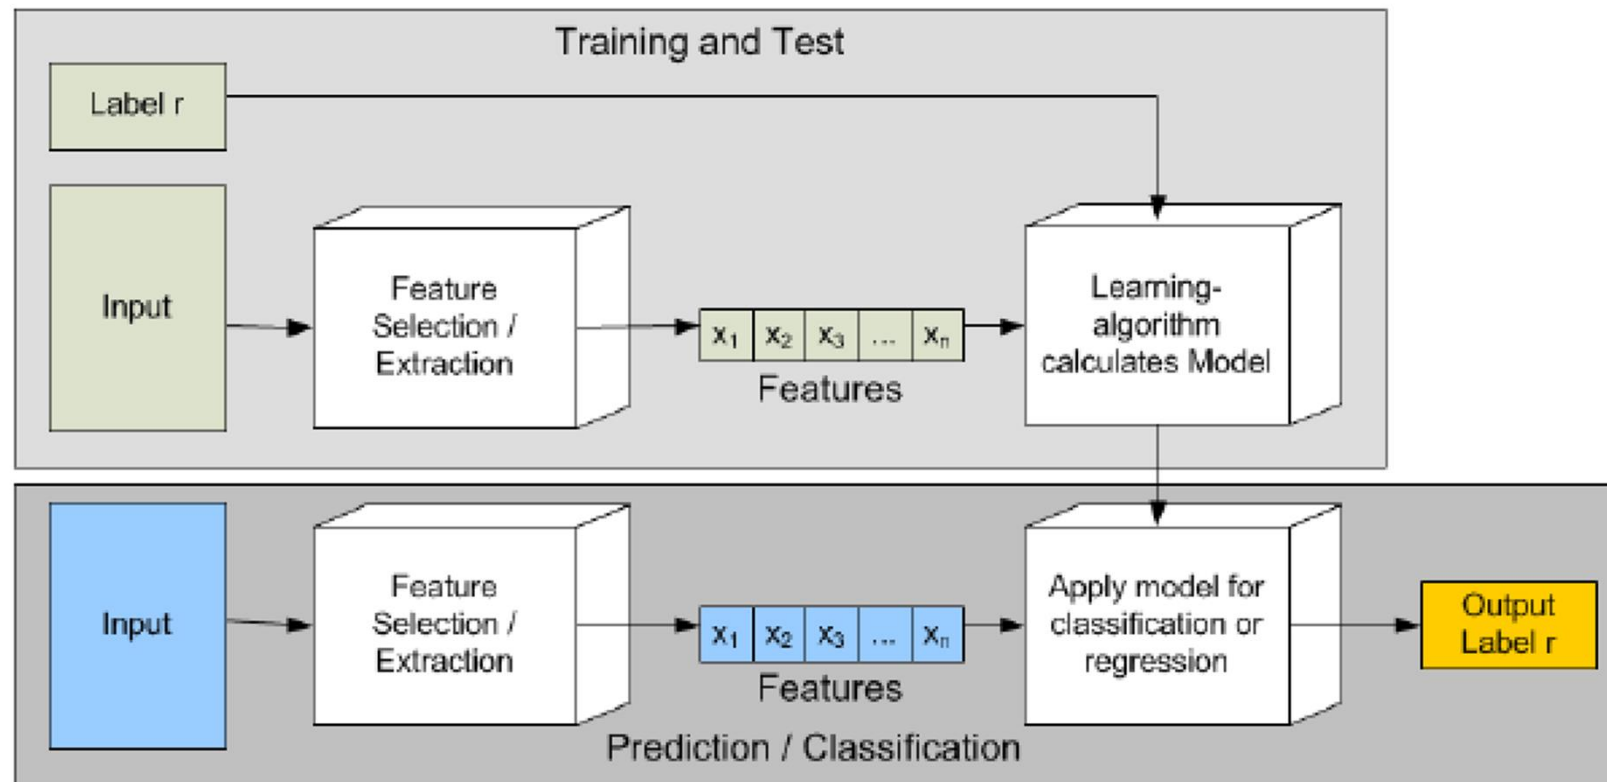 Training and Test
Label r
Input
Feature
Selection /
Extraction
x₁ x₂ x₃ ... xₙ
Features
Learning-
algorithm
calculates Model
Input
Feature
Selection /
Extraction
x₁ x₂ x₃ ... xₙ
Features
Apply model for
classification or
regression
Output
Label r
Prediction / Classification